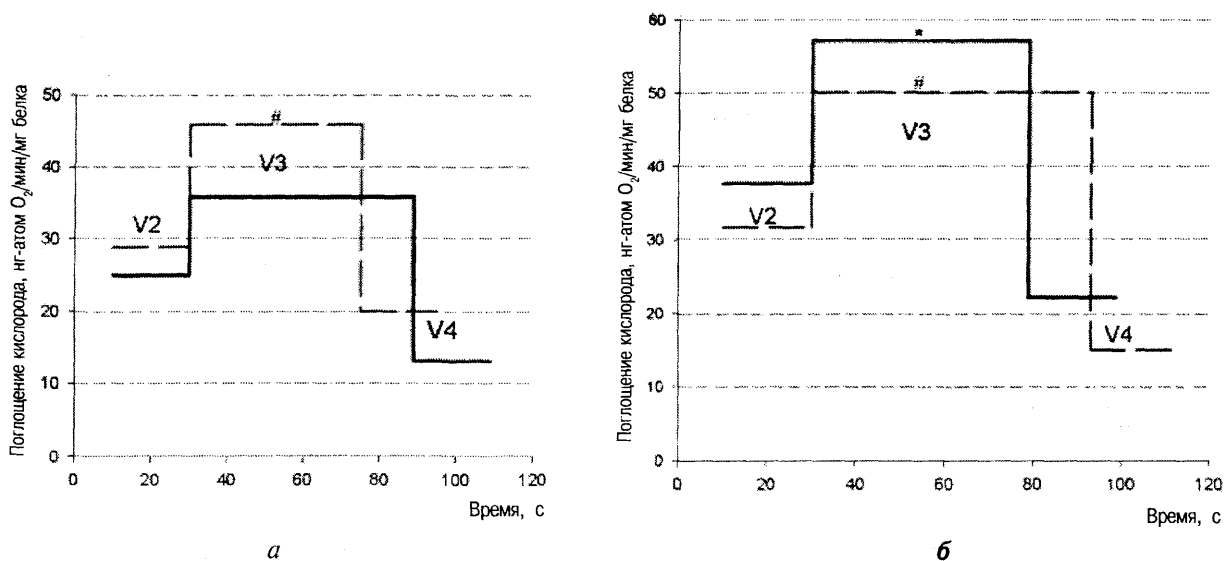 Поглощение кислорода, нг-атом O₂/мин/мг белка
50
40
30
20
10
0
#
V3
V2
V4
0 20 40 60 80 100 120
Время, с
а
Поглощение кислорода, нг-атом O₂/мин/мг белка
60
50
40
30
20
10
0
*
#
V3
V2
V4
0 20 40 60 80 100 120
Время, с
б